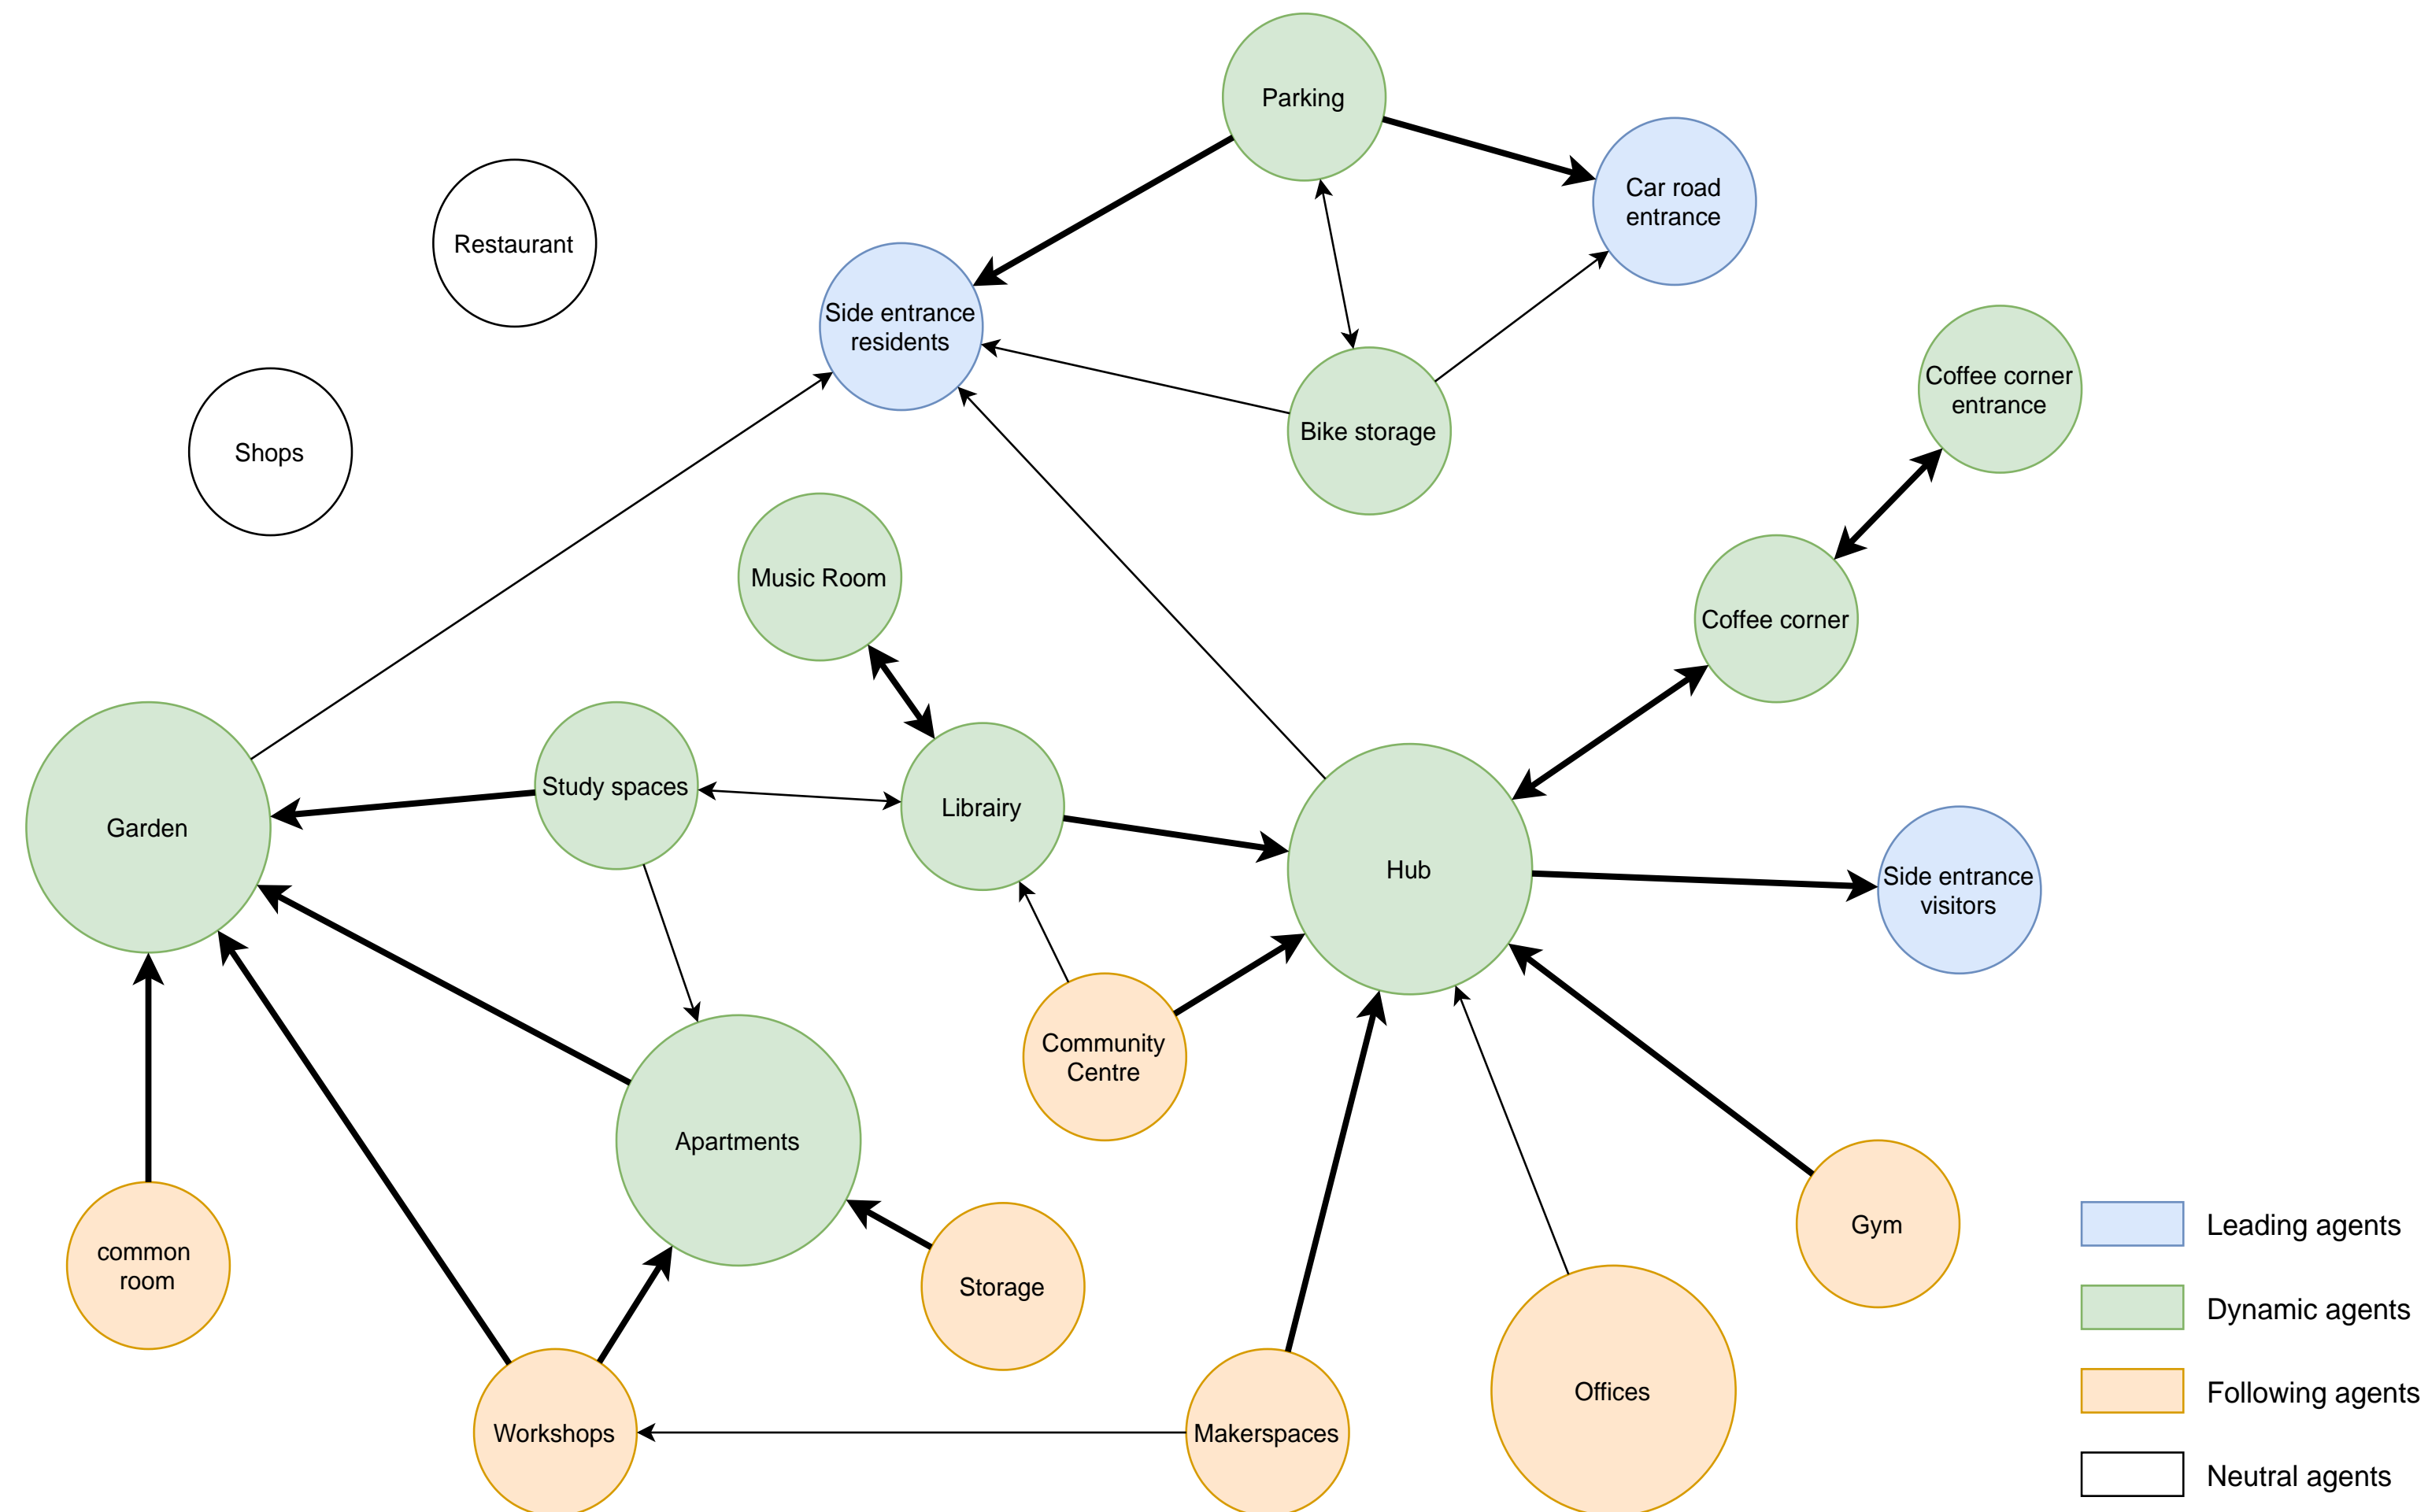 Parking
Car road
entrance
Restaurant
Side entrance
residents
Coffee corner
entrance
Bike storage
Shops
Music Room
Coffee corner
Study spaces
Librairy
Garden
Hub
Side entrance
visitors
Community
Centre
Apartments
common
room
Storage
Gym
Offices
Workshops
Makerspaces
Leading agents
Dynamic agents
Following agents
Neutral agents